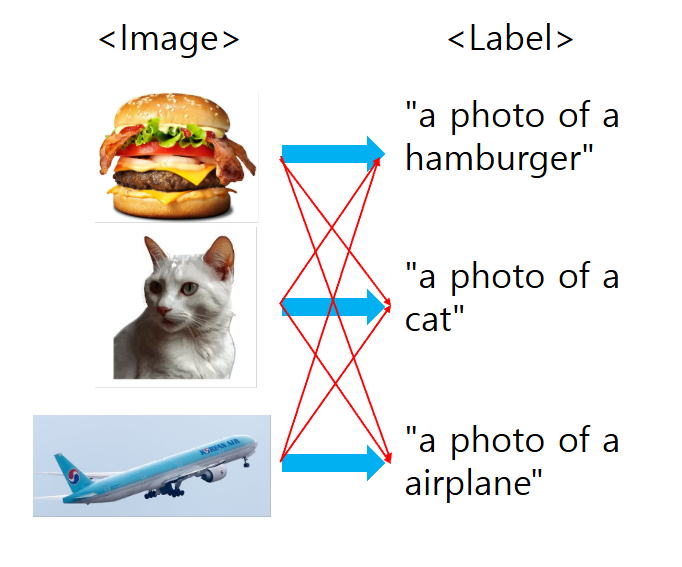 <Image>
<Label>
"a photo of a
hamburger"
"a photo of a
cat"
KOREAN AIR
"a photo of a
airplane"